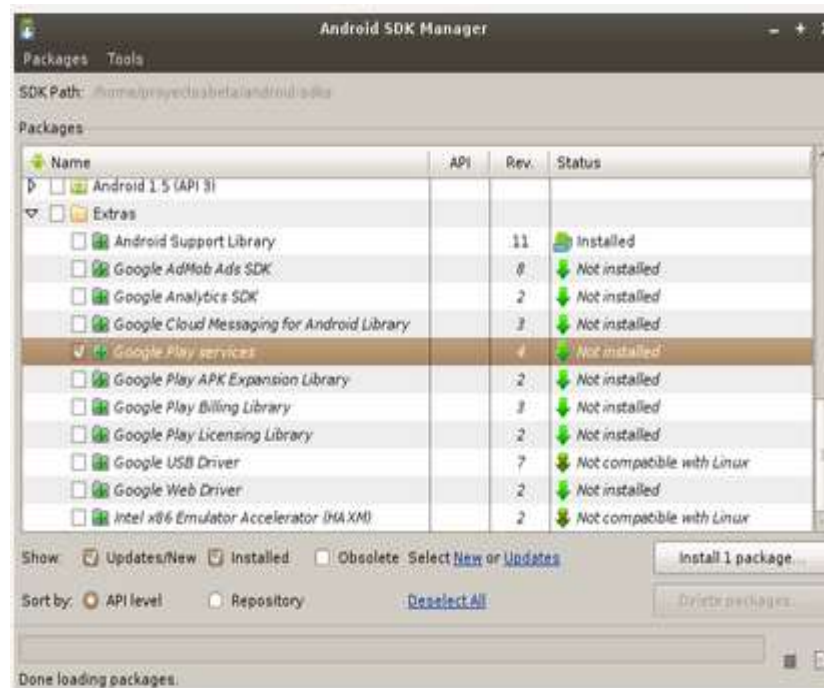 Android SDK Manager
Packages Tools
SDK Path: /home/proyectoabeta/android-sdks
Packages
Name API Rev. Status
Android 1.5 (API 3)
Extras
Android Support Library 11 Installed
Google AdMob Ads SDK 8 Not installed
Google Analytics SDK 2 Not installed
Google Cloud Messaging for Android Library 3 Not installed
Google Play services 4 Not installed
Google Play APK Expansion Library 2 Not installed
Google Play Billing Library 3 Not installed
Google Play Licensing Library 2 Not installed
Google USB Driver 7 Not compatible with Linux
Google Web Driver 2 Not installed
Intel x86 Emulator Accelerator (HAXM) 2 Not compatible with Linux
Show: Updates/New Installed Obsolete Select New or Updates Install 1 package...
Sort by: API level Repository Deselect All Delete packages...
Done loading packages.